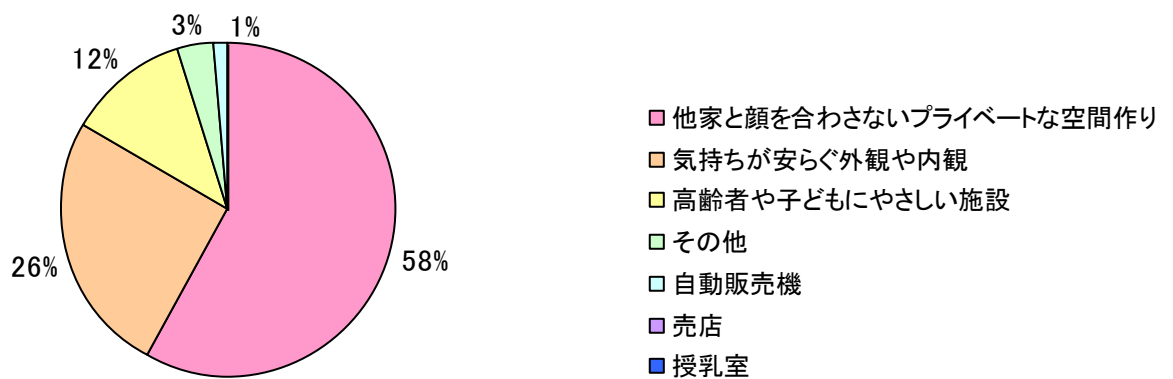 3%
1%
12%
26%
58%
他家と顔を合わさないプライベートな空間作り
気持ちが安らぐ外観や内観
高齢者や子どもにやさしい施設
その他
自動販売機
売店
授乳室